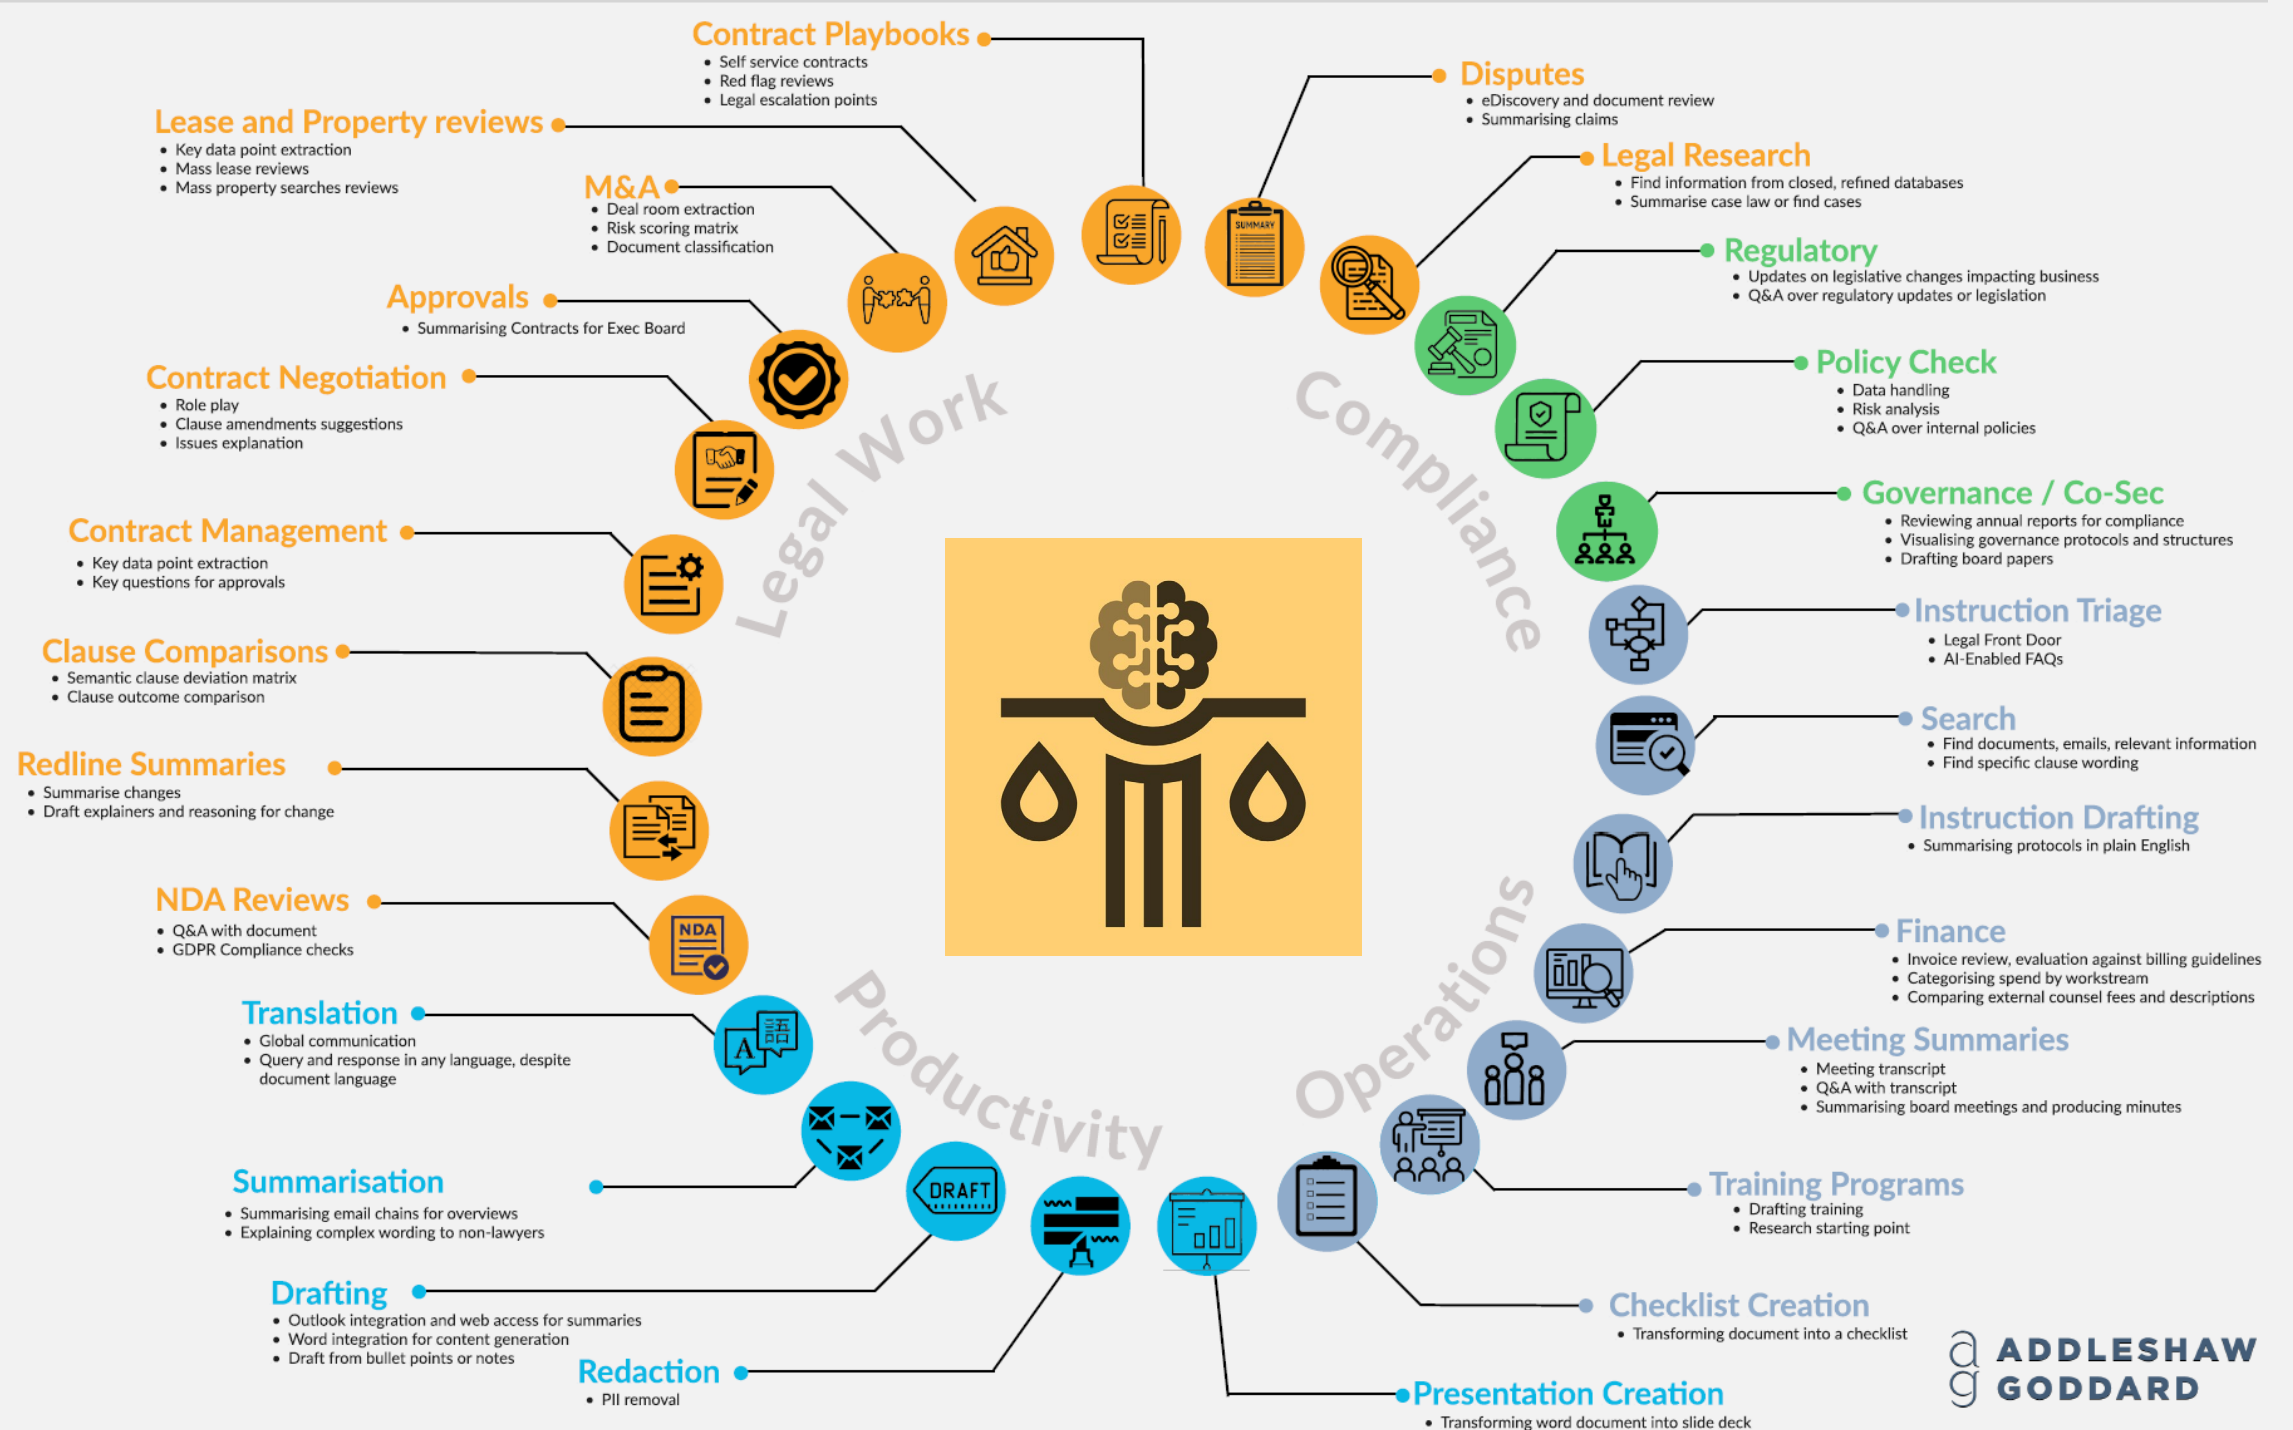 Contract Playbooks
• Self service contracts
• Red flag reviews
• Legal escalation points
Lease and Property reviews
• Key data point extraction
• Mass lease reviews
• Mass property searches reviews
M&A
• Deal room extraction
• Risk scoring matrix
• Document classification
Approvals
• Summarising Contracts for Exec Board
Contract Negotiation
• Role play
• Clause amendments suggestions
• Issues explanation
Contract Management
• Key data point extraction
• Key questions for approvals
Clause Comparisons
• Semantic clause deviation matrix
• Clause outcome comparison
Redline Summaries
• Summarise changes
• Draft explainers and reasoning for change
NDA Reviews
• Q&A with document
• GDPR Compliance checks
NDA
Legal Work
Disputes
• eDiscovery and document review
• Summarising claims
SUMMARY
Legal Research
• Find information from closed, refined databases
• Summarise case law or find cases
Regulatory
• Updates on legislative changes impacting business
• Q&A over regulatory updates or legislation
Policy Check
• Data handling
• Risk analysis
• Q&A over internal policies
Governance / Co-Sec
• Reviewing annual reports for compliance
• Visualising governance protocols and structures
• Drafting board papers
Compliance
Instruction Triage
• Legal Front Door
• AI-Enabled FAQs
Search
• Find documents, emails, relevant information
• Find specific clause wording
Instruction Drafting
• Summarising protocols in plain English
Finance
• Invoice review, evaluation against billing guidelines
• Categorising spend by workstream
• Comparing external counsel fees and descriptions
Meeting Summaries
• Meeting transcript
• Q&A with transcript
• Summarising board meetings and producing minutes
Training Programs
• Drafting training
• Research starting point
Checklist Creation
• Transforming document into a checklist
Operations
Translation
• Global communication
• Query and response in any language, despite
document language
A 語
Summarisation
• Summarising email chains for overviews
• Explaining complex wording to non-lawyers
Drafting
• Outlook integration and web access for summaries
• Word integration for content generation
• Draft from bullet points or notes
DRAFT
Redaction
• PII removal
Presentation Creation
• Transforming word document into slide deck
Productivity
ag ADDLESHAW
GODDARD